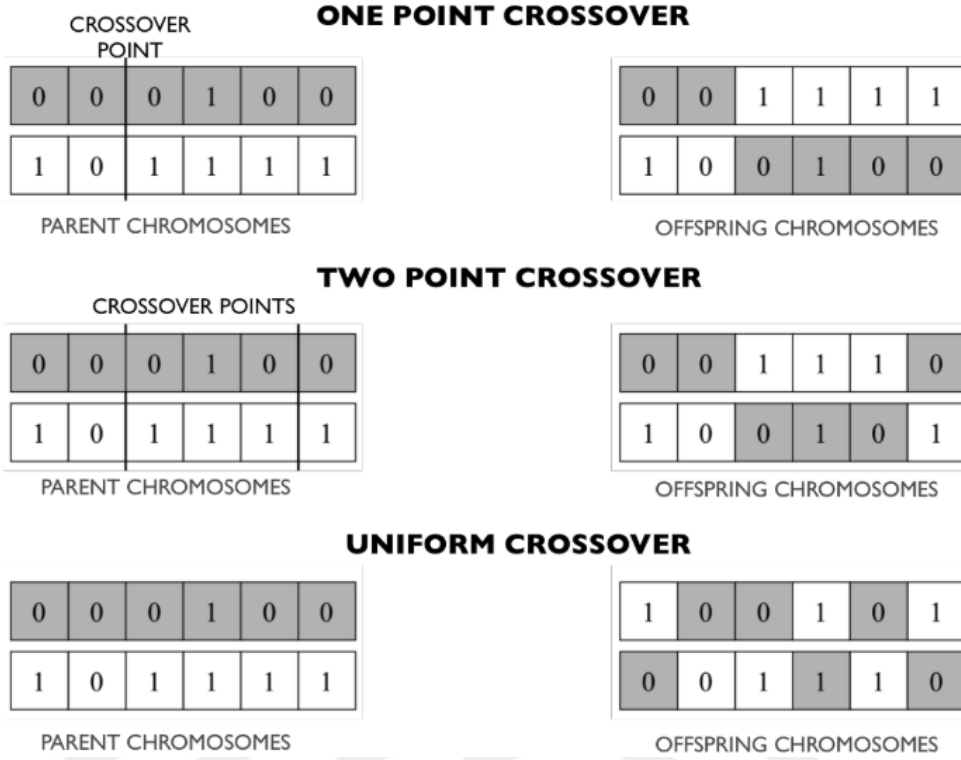 ONE POINT CROSSOVER
CROSSOVER
POINT
0 0 0 1 0 0
0 0 1 1 1 1
1 0 1 1 1 1
1 0 0 1 0 0
PARENT CHROMOSOMES
OFFSPRING CHROMOSOMES
TWO POINT CROSSOVER
CROSSOVER POINTS
0 0 0 1 0 0
0 0 1 1 1 0
1 0 1 1 1 1
1 0 0 1 0 1
PARENT CHROMOSOMES
OFFSPRING CHROMOSOMES
UNIFORM CROSSOVER
0 0 0 1 0 0
1 0 0 1 0 1
1 0 1 1 1 1
0 0 1 1 1 0
PARENT CHROMOSOMES
OFFSPRING CHROMOSOMES